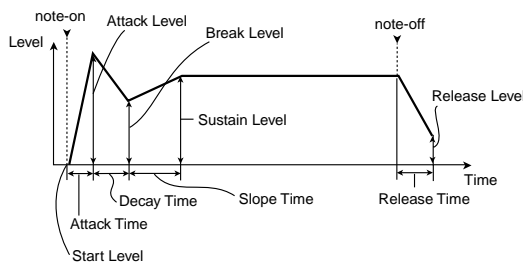 note-on
Attack Level
Break Level
note-off
Level
Release Level
Sustain Level
Time
Decay Time
Slope Time
Release Time
Attack Time
Start Level